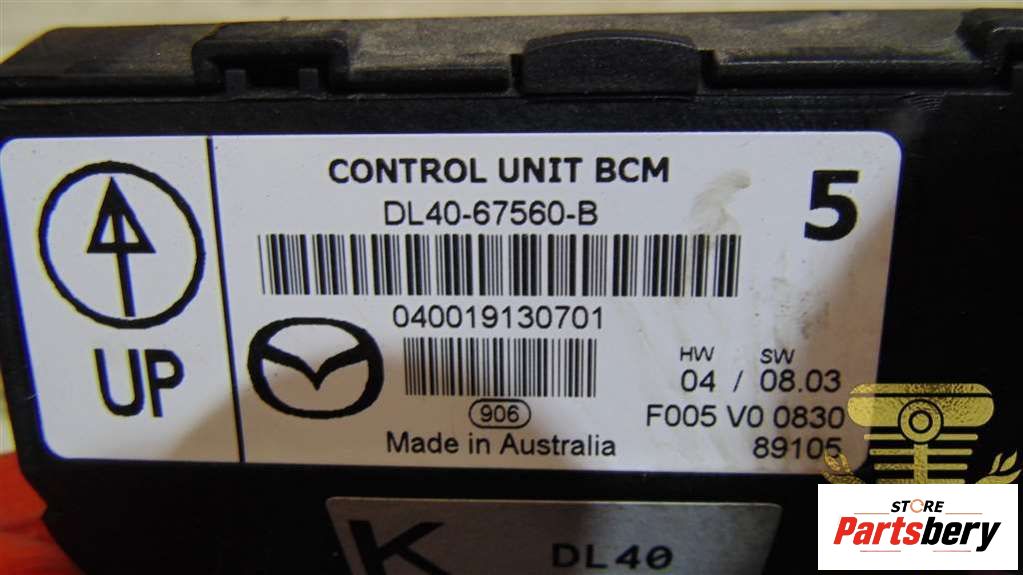 CONTROL UNIT BCM
DL40-67560-B
5
040019130701
UP
HW SW
04 / 08.03
906
F005 V0 0830
Made in Australia
89105
K DL40
STORE
Partsbery